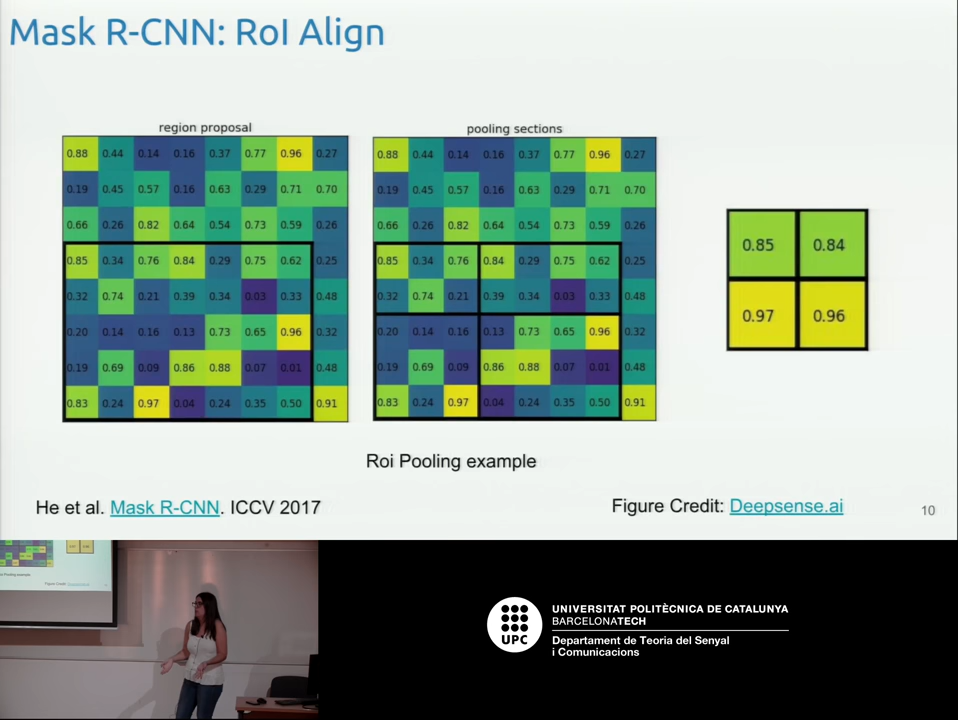 Mask R-CNN: RoI Align
region proposal
0.88 0.44 0.14 0.16 0.37 0.77 0.96 0.27
0.19 0.45 0.57 0.16 0.63 0.29 0.71 0.70
0.66 0.26 0.82 0.64 0.54 0.73 0.59 0.26
0.85 0.34 0.76 0.84 0.29 0.75 0.62 0.25
0.32 0.74 0.21 0.39 0.34 0.03 0.33 0.48
0.20 0.14 0.16 0.13 0.73 0.65 0.96 0.32
0.19 0.69 0.09 0.86 0.88 0.07 0.01 0.48
0.83 0.24 0.97 0.04 0.24 0.35 0.50 0.91
pooling sections
0.88 0.44 0.14 0.16 0.37 0.77 0.96 0.27
0.19 0.45 0.57 0.16 0.63 0.29 0.71 0.70
0.66 0.26 0.82 0.64 0.54 0.73 0.59 0.26
0.85 0.34 0.76 0.84 0.29 0.75 0.62 0.25
0.32 0.74 0.21 0.39 0.34 0.03 0.33 0.48
0.20 0.14 0.16 0.13 0.73 0.65 0.96 0.32
0.19 0.69 0.09 0.86 0.88 0.07 0.01 0.48
0.83 0.24 0.97 0.04 0.24 0.35 0.50 0.91
0.85 0.84
0.97 0.96
Roi Pooling example
He et al. Mask R-CNN. ICCV 2017
Figure Credit: Deepsense.ai
10
UPC
UNIVERSITAT POLITÈCNICA DE CATALUNYA
BARCELONATECH
Departament de Teoria del Senyal
i Comunicacions